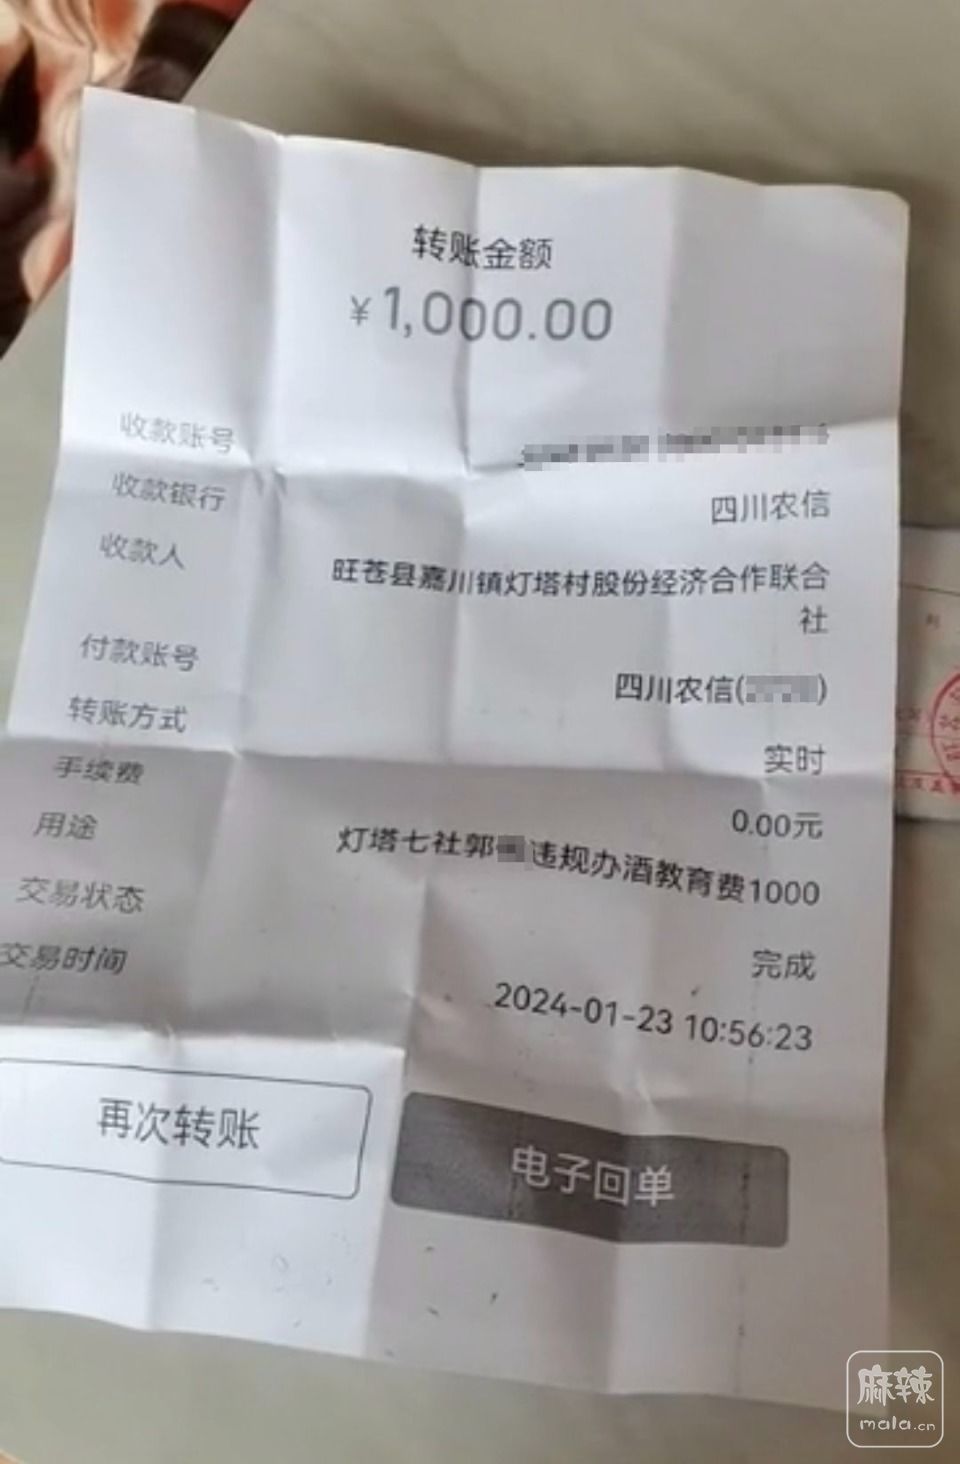 转账金额
¥1,000.00
收款账号
收款银行 四川农信
收款人 旺苍县嘉川镇灯塔村股份经济合作联合
社
付款账号 四川农信( )
转账方式 实时
手续费 0.00元
用途 灯塔七社郭 违规办酒教育费1000
交易状态 完成
交易时间 2024-01-23 10:56:23
再次转账 电子回单
麻辣
mala.cn